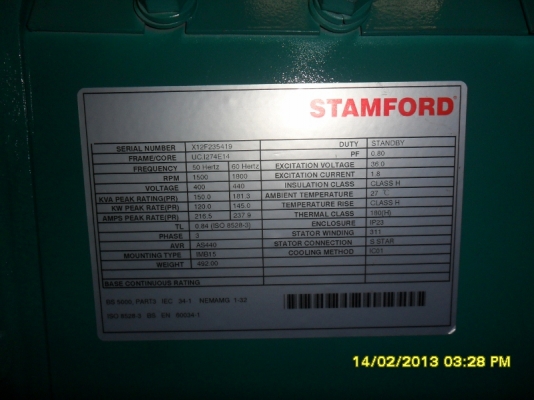 STAMFORD
SERIAL NUMBER X12F235419
FRAME/CORE UCI274E14
FREQUENCY 50 Hertz 60 Hertz
RPM 1500 1800
VOLTAGE 400 440
KVA PEAK RATING(PR) 150.0 181.3
KW PEAK RATE(PR) 120.0 145.0
AMPS PEAK RATE(PR) 216.5 237.9
TL 0.84 (ISO 8528-3)
PHASE 3
AVR AS440
MOUNTING TYPE IMB15
WEIGHT 492.00
BASE CONTINUOUS RATING
DUTY STANDBY
PF 0.80
EXCITATION VOLTAGE 36.0
EXCITATION CURRENT 1.8
INSULATION CLASS CLASS H
AMBIENT TEMPERATURE 27 °C
TEMPERATURE RISE CLASS H
THERMAL CLASS 180(H)
ENCLOSURE IP23
STATOR WINDING 311
STATOR CONNECTION S STAR
COOLING METHOD IC01
BS 5000, PART3 IEC 34-1 NEMAMG 1-32
ISO 8528-3 BS EN 60034-1
14/02/2013 03:28 PM